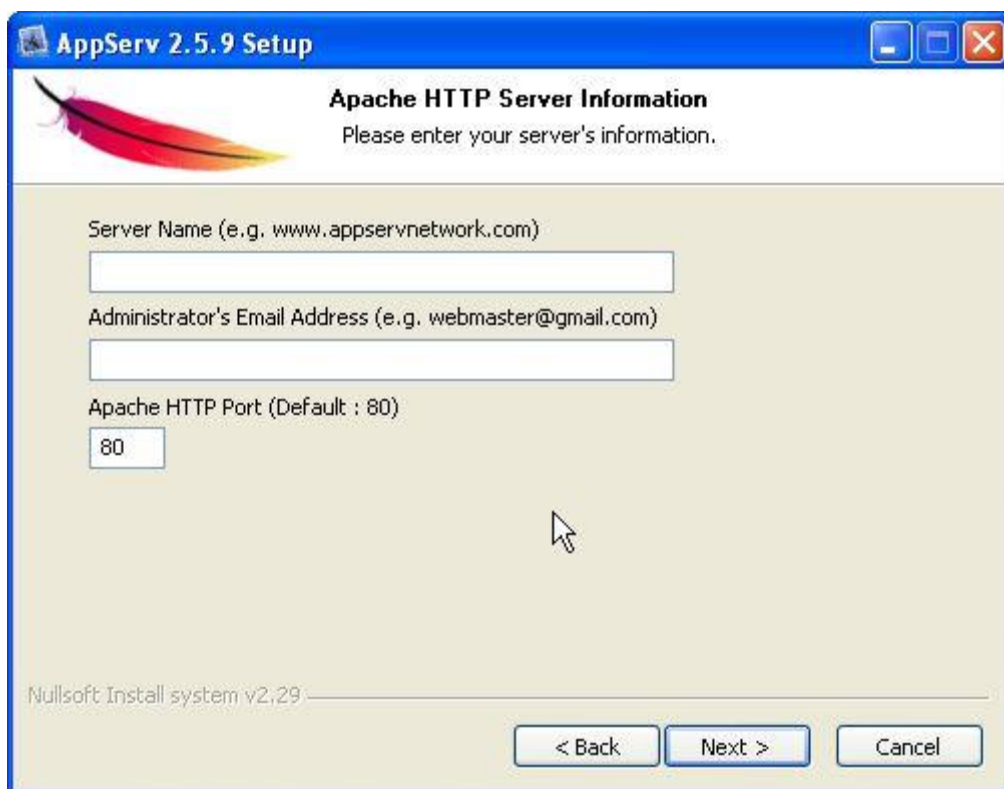 AppServ 2.5.9 Setup
Apache HTTP Server Information
Please enter your server's information.
Server Name (e.g. www.appservnetwork.com)
Administrator's Email Address (e.g. webmaster@gmail.com)
Apache HTTP Port (Default : 80)
80
Nullsoft Install system v2.29
< Back Next > Cancel